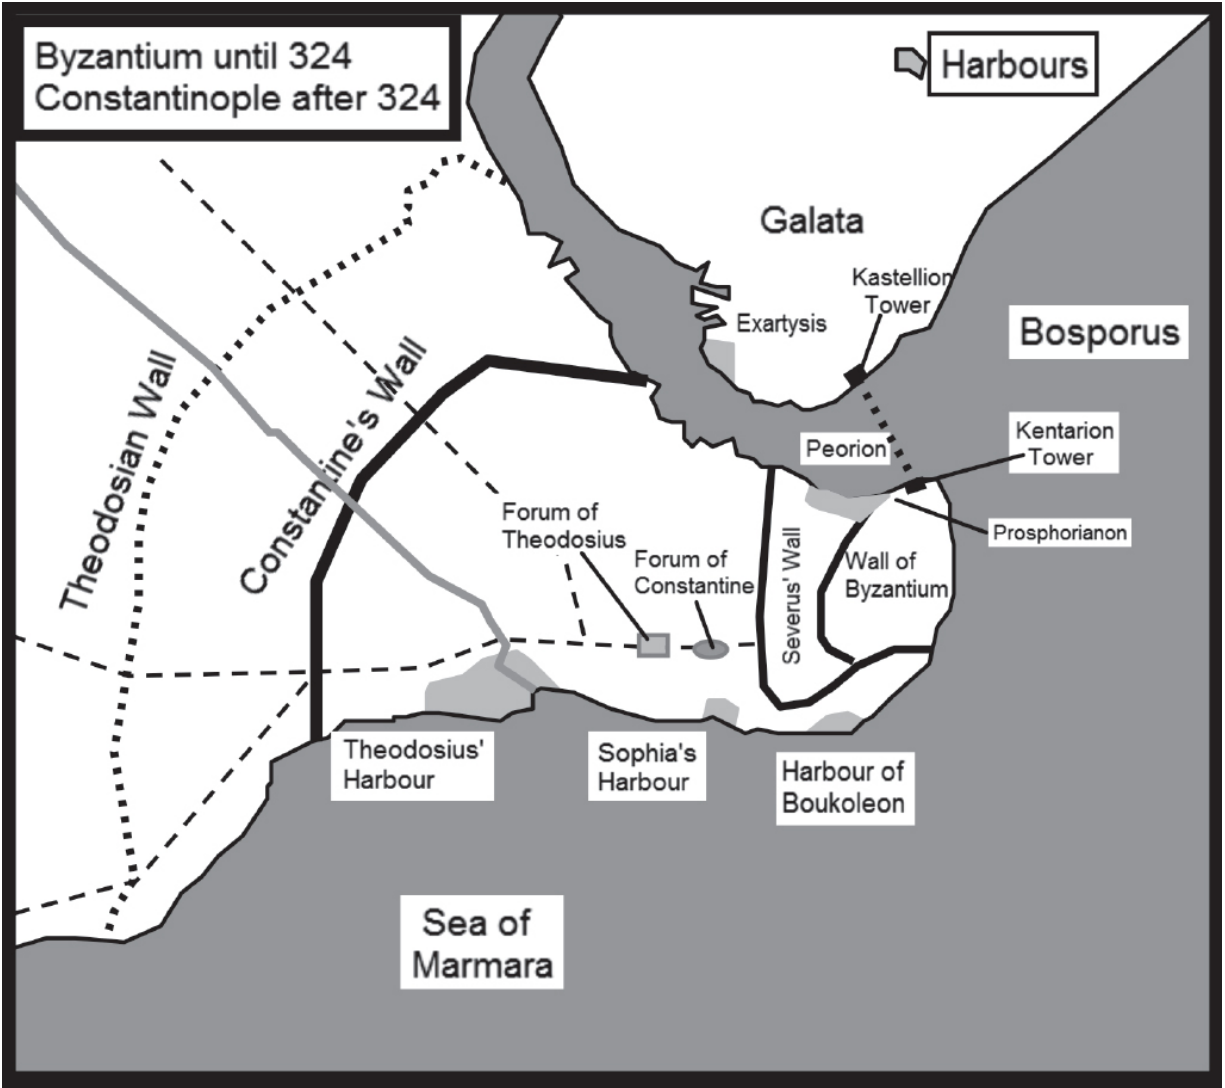 Byzantium until 324
Constantinople after 324
Harbours
Galata
Kastellion
Tower
Exartysis
Bosporus
Peorion
Kentarion
Tower
Prosphorianon
Theodosian Wall
Constantine's Wall
Forum of
Theodosius
Forum of
Constantine
Severus' Wall
Wall of
Byzantium
Theodosius'
Harbour
Sophia's
Harbour
Harbour of
Boukoleon
Sea of
Marmara